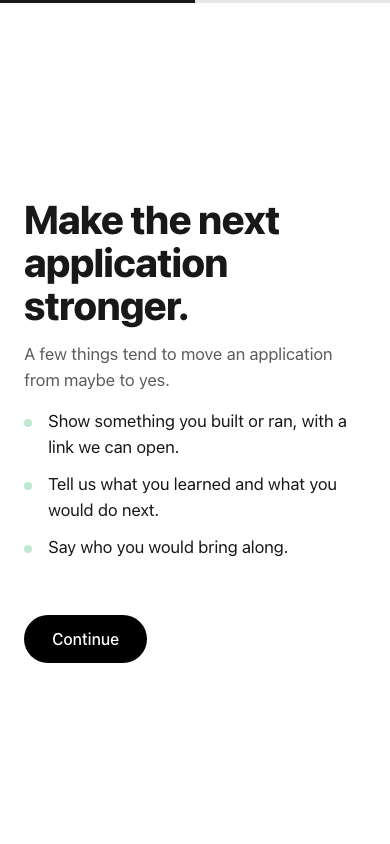 Make the next
application
stronger.
A few things tend to move an application
from maybe to yes.
Show something you built or ran, with a
link we can open.
Tell us what you learned and what you
would do next.
Say who you would bring along.
Continue